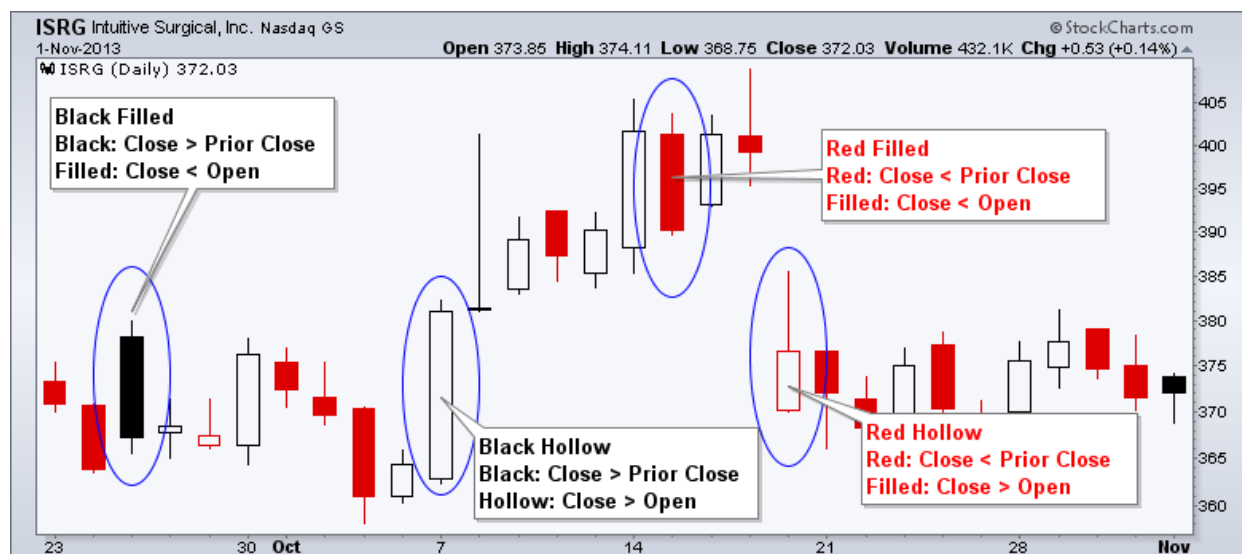 ISRG Intuitive Surgical, Inc. Nasdaq GS
© StockCharts.com
1-Nov-2013
Open 373.85 High 374.11 Low 368.75 Close 372.03 Volume 432.1K Chg +0.53 (+0.14%)
ISRG (Daily) 372.03
Black Filled
Black: Close > Prior Close
Filled: Close < Open
Red Filled
Red: Close < Prior Close
Filled: Close < Open
Black Hollow
Black: Close > Prior Close
Hollow: Close > Open
Red Hollow
Red: Close < Prior Close
Filled: Close > Open
405
400
395
390
385
380
375
370
365
360
23 30 Oct 7 14 21 28 Nov